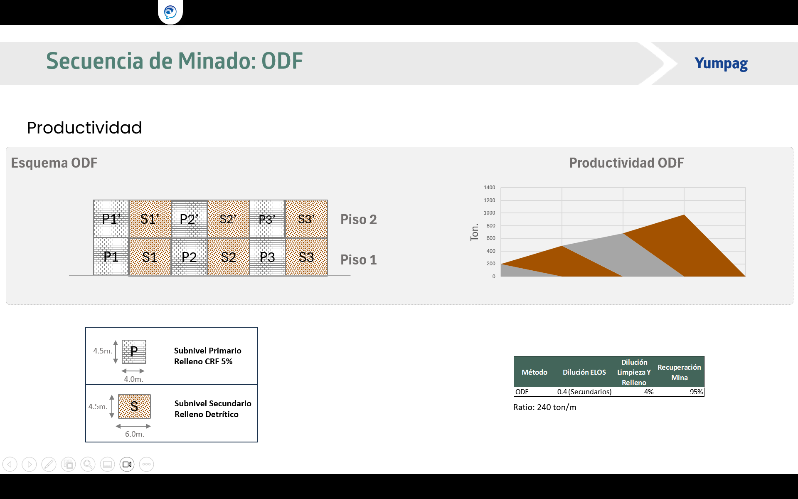 Secuencia de Minado: ODF
Yumpag
Productividad
Esquema ODF
P1' S1' P2' S2' P3' S3' Piso 2
P1 S1 P2 S2 P3 S3 Piso 1
Productividad ODF
Ton.
1400
1200
1000
800
600
400
200
0
4.5m. P Subnivel Primario
Relleno CRF 5%
4.0m.
4.5m. S Subnivel Secundario
Relleno Detrítico
6.0m.
Método Dilución ELOS Dilución Limpieza Y Relleno Recuperación Mina
ODF 0.4 (Secundarios) 4% 95%
Ratio: 240 ton/m